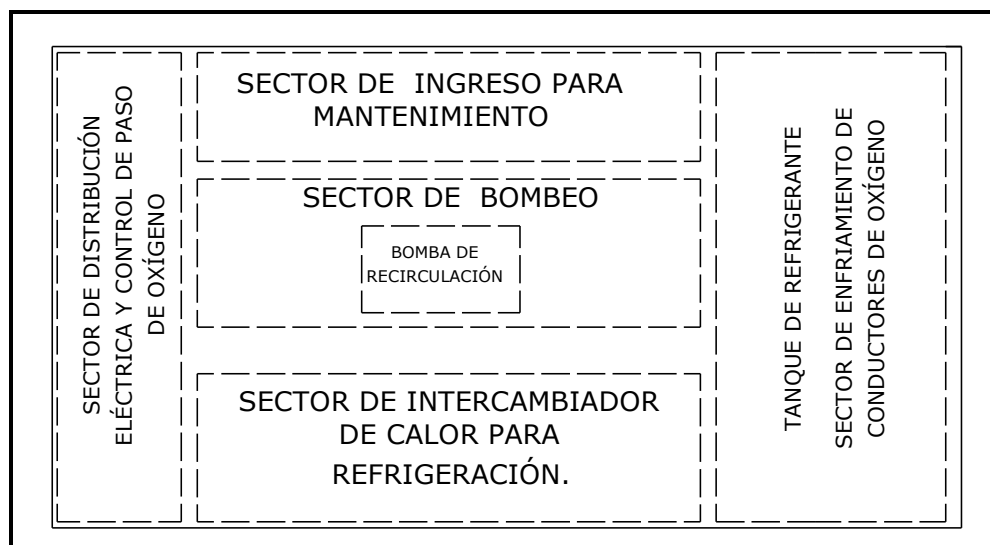 SECTOR DE DISTRIBUCIÓN
ELÉCTRICA Y CONTROL DE PASO
DE OXÍGENO
SECTOR DE INGRESO PARA
MANTENIMIENTO
SECTOR DE BOMBEO
BOMBA DE
RECIRCULACIÓN
SECTOR DE INTERCAMBIADOR
DE CALOR PARA
REFRIGERACIÓN.
TANQUE DE REFRIGERANTE
SECTOR DE ENFRIAMIENTO DE
CONDUCTORES DE OXÍGENO